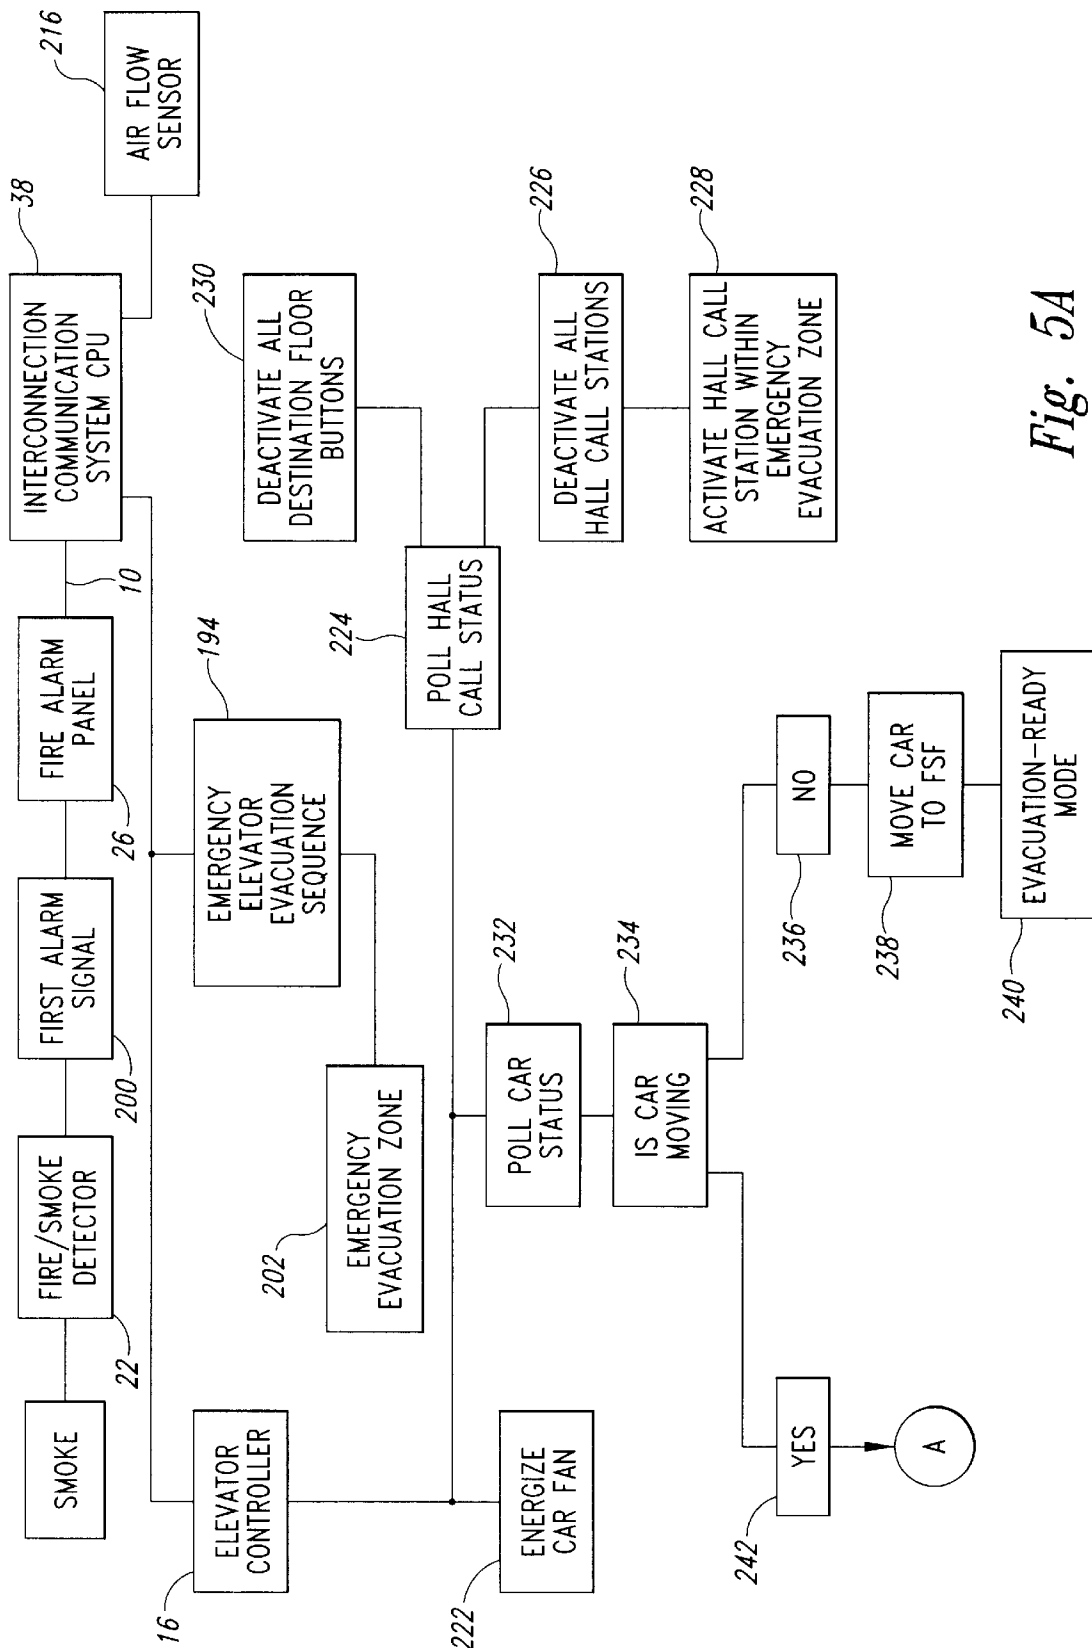 SMOKE
FIRE/SMOKE
DETECTOR
22
FIRST ALARM
SIGNAL
200
FIRE ALARM
PANEL
26
10
INTERCONNECTION
COMMUNICATION
SYSTEM CPU
38
AIR FLOW
SENSOR
216
ELEVATOR
CONTROLLER
16
EMERGENCY
ELEVATOR
EVACUATION
SEQUENCE
194
EMERGENCY
EVACUATION ZONE
202
DEACTIVATE ALL
DESTINATION FLOOR
BUTTONS
230
POLL HALL
CALL STATUS
224
ENERGIZE
CAR FAN
222
POLL CAR
STATUS
232
DEACTIVATE ALL
HALL CALL STATIONS
226
IS CAR
MOVING
234
ACTIVATE HALL CALL
STATION WITHIN
EMERGENCY
EVACUATION ZONE
228
YES
242
NO
236
A
MOVE CAR
TO FSF
238
EVACUATION-READY
MODE
240
Fig. 5A